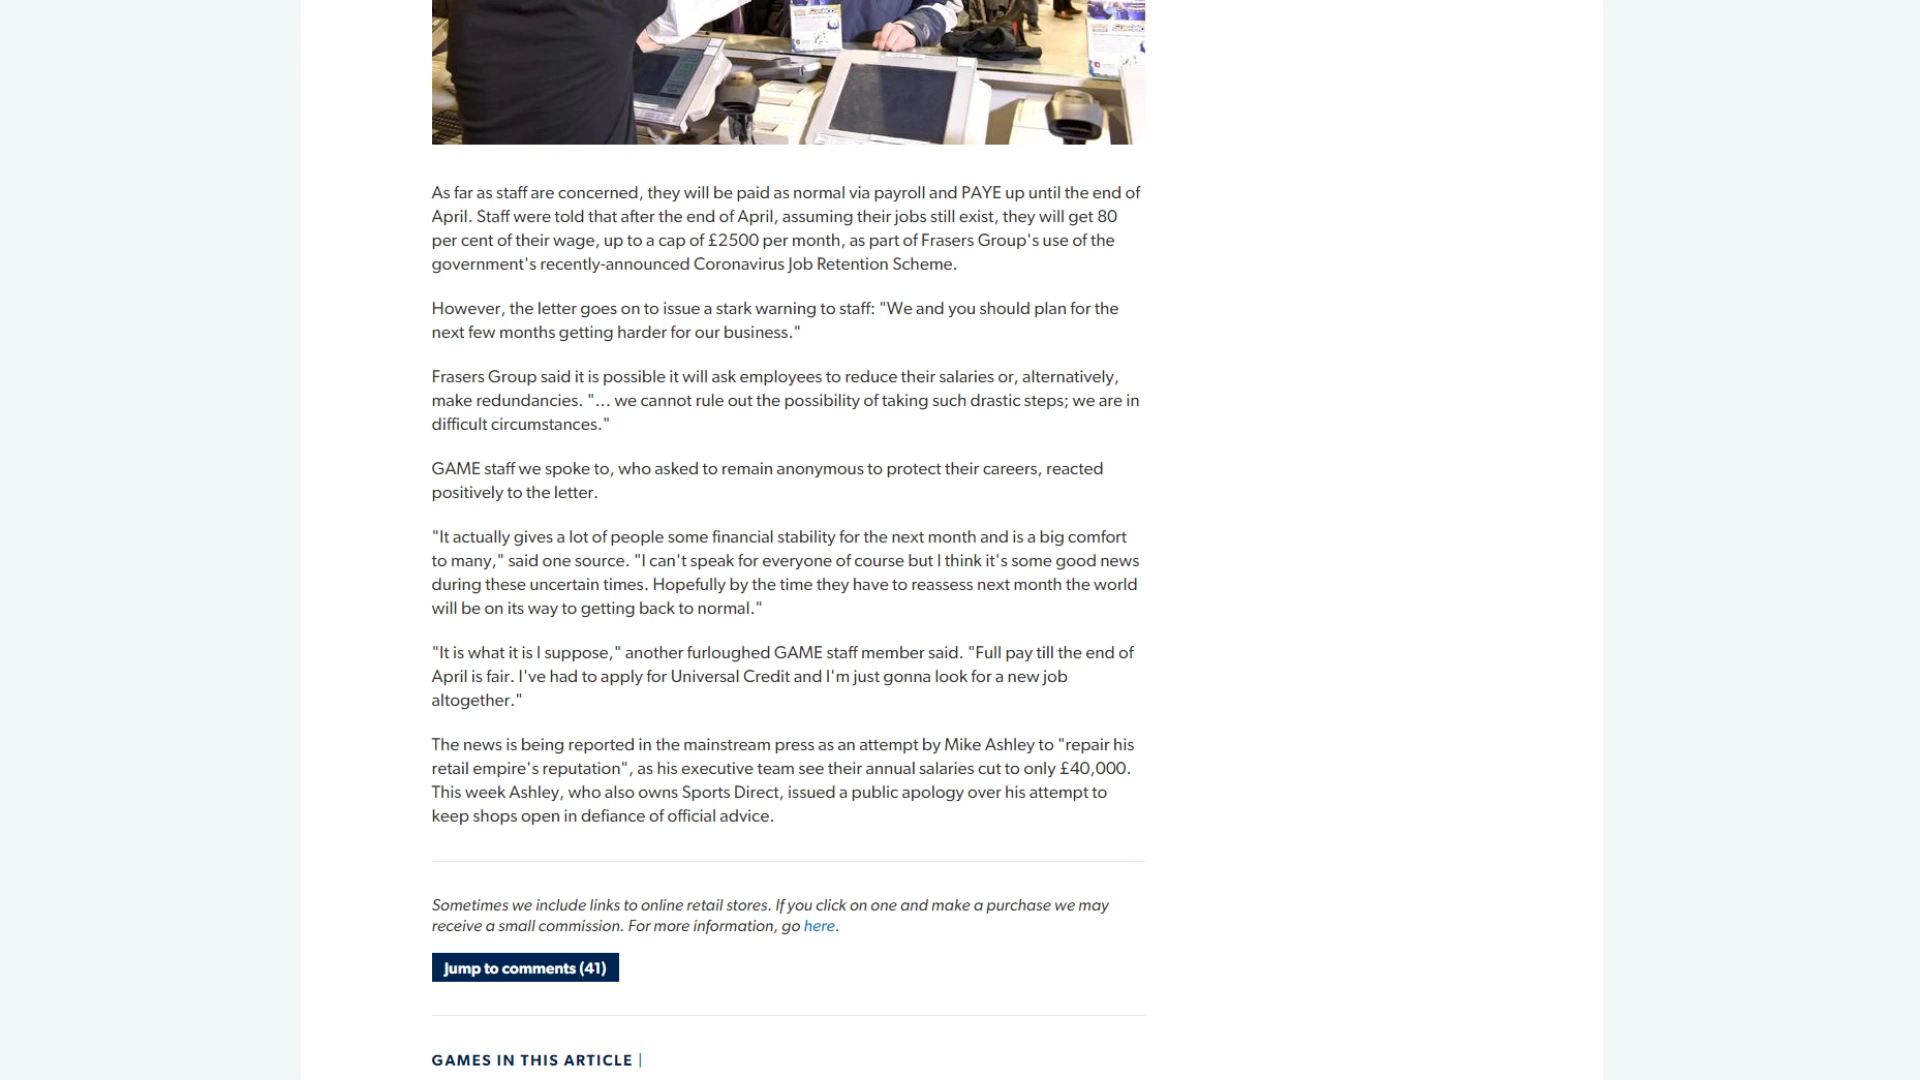 As far as staff are concerned, they will be paid as normal via payroll and PAYE up until the end of
April. Staff were told that after the end of April, assuming their jobs still exist, they will get 80
per cent of their wage, up to a cap of £2500 per month, as part of Frasers Group's use of the
government's recently-announced Coronavirus Job Retention Scheme.
However, the letter goes on to issue a stark warning to staff: "We and you should plan for the
next few months getting harder for our business."
Frasers Group said it is possible it will ask employees to reduce their salaries or, alternatively,
make redundancies. "... we cannot rule out the possibility of taking such drastic steps; we are in
difficult circumstances."
GAME staff we spoke to, who asked to remain anonymous to protect their careers, reacted
positively to the letter.
"It actually gives a lot of people some financial stability for the next month and is a big comfort
to many," said one source. "I can't speak for everyone of course but I think it's some good news
during these uncertain times. Hopefully by the time they have to reassess next month the world
will be on its way to getting back to normal."
"It is what it is I suppose," another furloughed GAME staff member said. "Full pay till the end of
April is fair. I've had to apply for Universal Credit and I'm just gonna look for a new job
altogether."
The news is being reported in the mainstream press as an attempt by Mike Ashley to "repair his
retail empire's reputation", as his executive team see their annual salaries cut to only £40,000.
This week Ashley, who also owns Sports Direct, issued a public apology over his attempt to
keep shops open in defiance of official advice.
Sometimes we include links to online retail stores. If you click on one and make a purchase we may
receive a small commission. For more information, go here.
Jump to comments (41)
GAMES IN THIS ARTICLE |